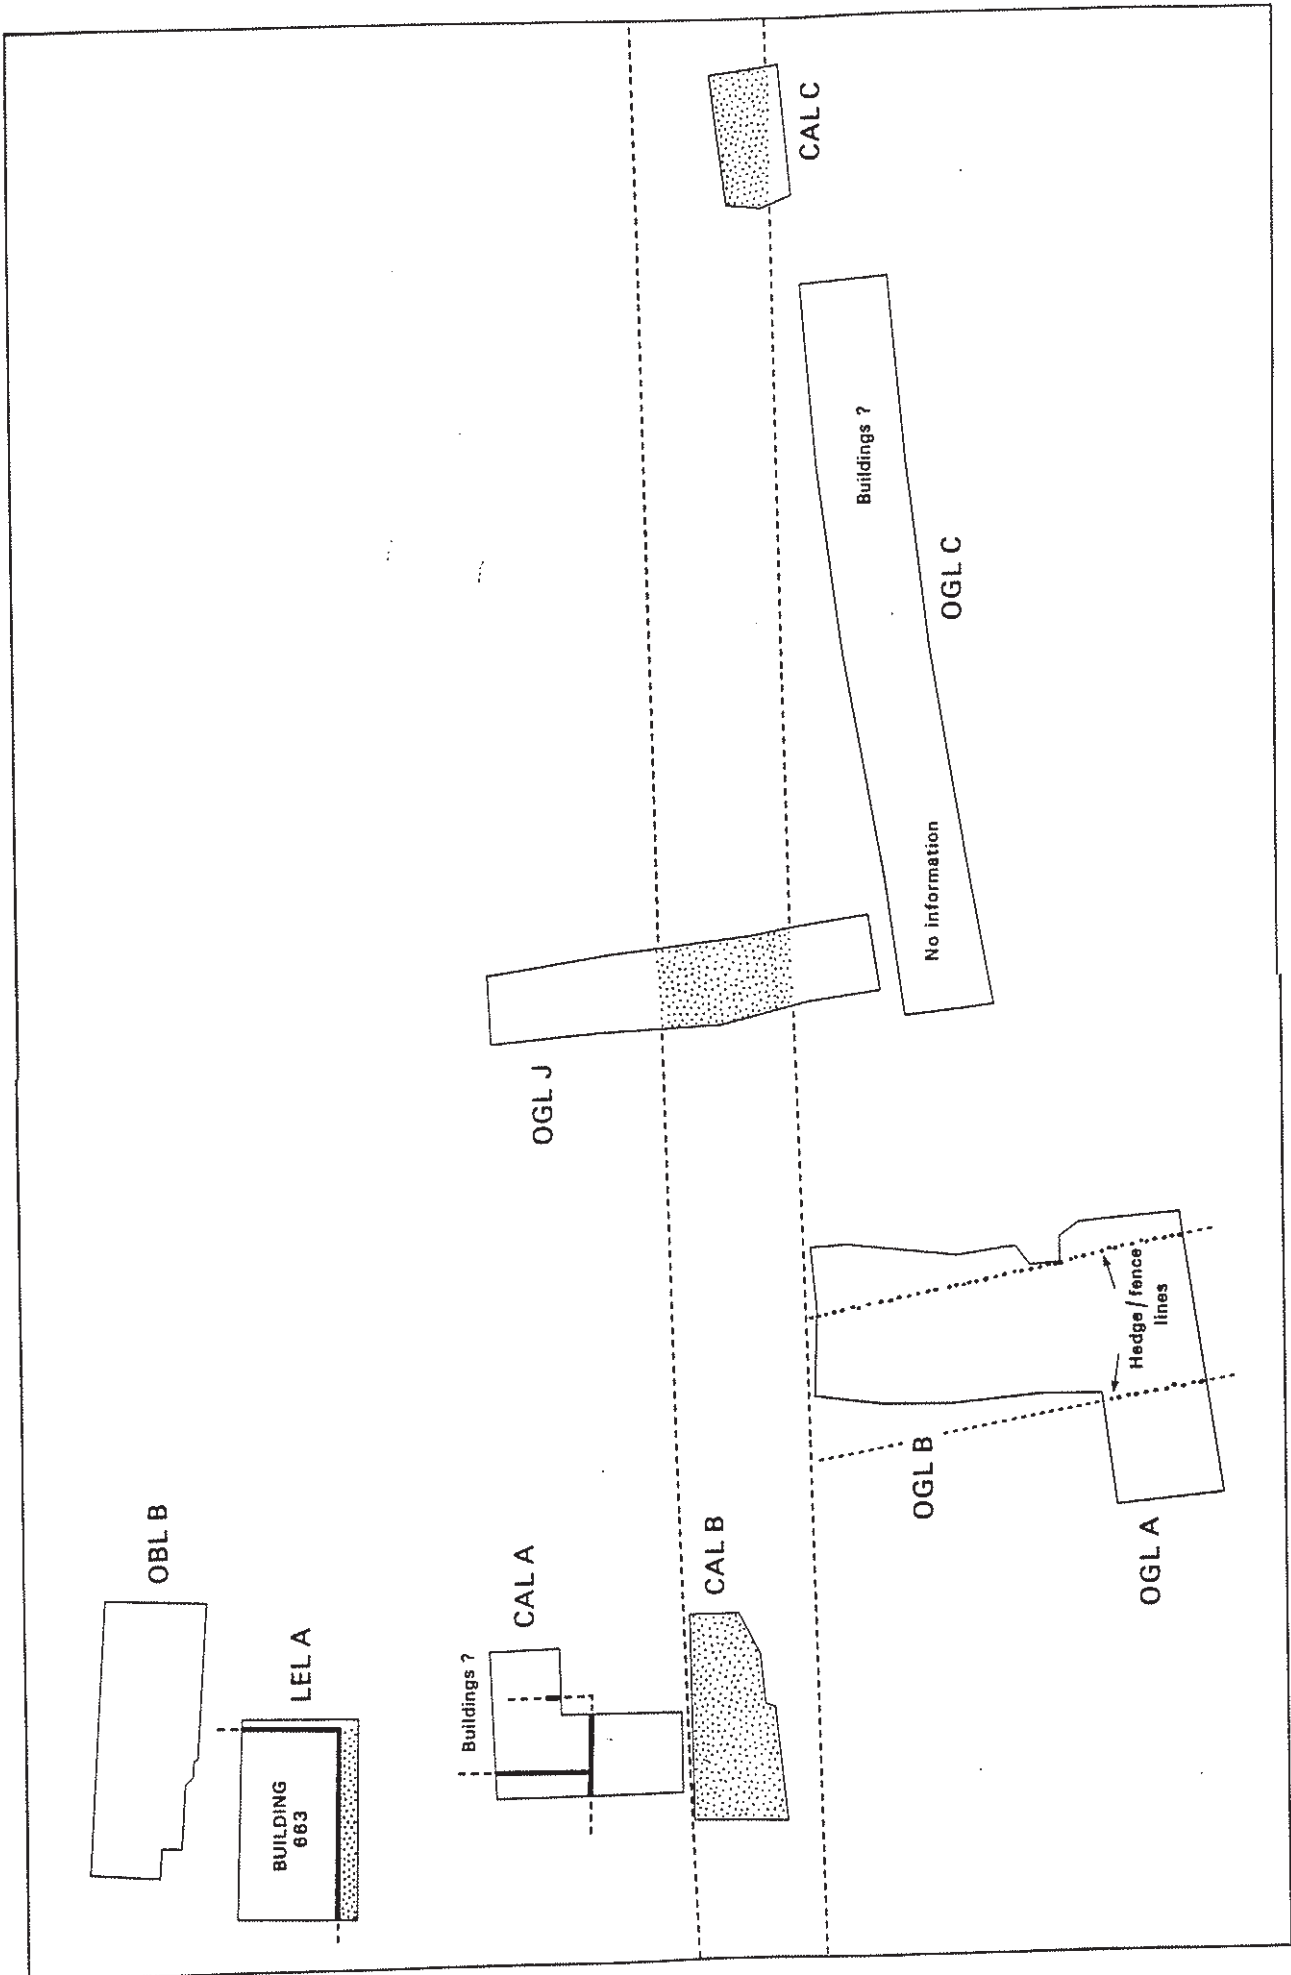 OBL B
LEL A
BUILDING
663
Buildings ?
CAL A
CAL B
OGL B
OGL A
Hedge / fence
lines
OGL J
No information
OGL C
Buildings ?
CAL C